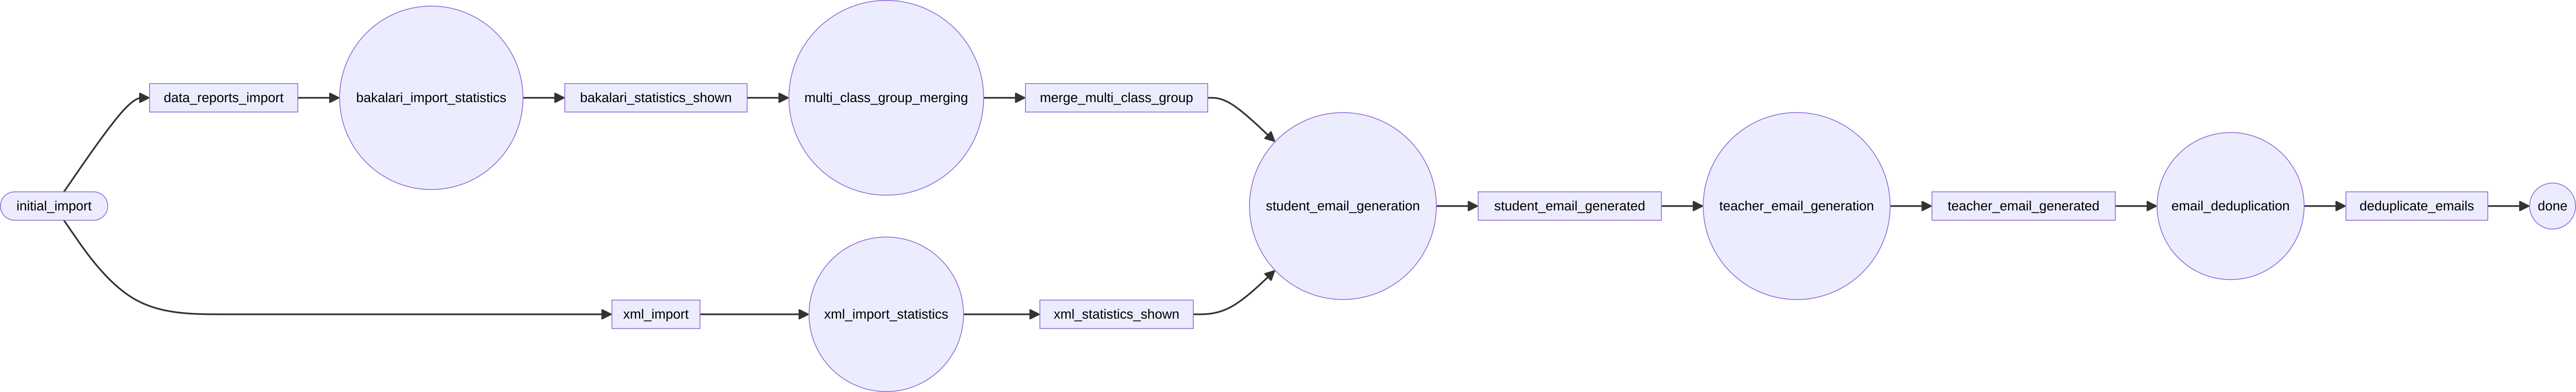 initial_import
data_reports_import
bakalari_import_statistics
bakalari_statistics_shown
multi_class_group_merging
merge_multi_class_group
xml_import
xml_import_statistics
xml_statistics_shown
student_email_generation
student_email_generated
teacher_email_generation
teacher_email_generated
email_deduplication
deduplicate_emails
done